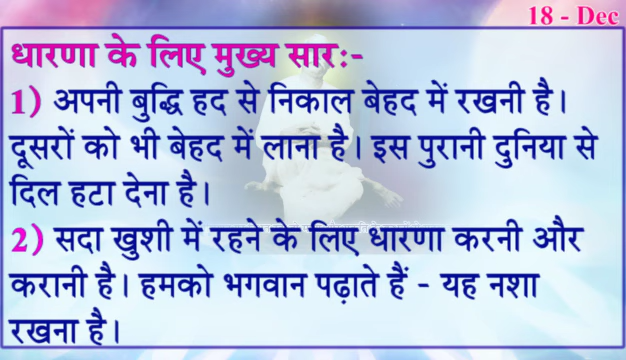 18 - Dec
धारणा के लिए मुख्य सार:-
1) अपनी बुद्धि हद से निकाल बेहद में रखनी है।
दूसरों को भी बेहद में लाना है। इस पुरानी दुनिया से
दिल हटा देना है।
2) सदा खुशी में रहने के लिए धारणा करनी और
करानी है। हमको भगवान पढ़ाते हैं - यह नशा
रखना है।